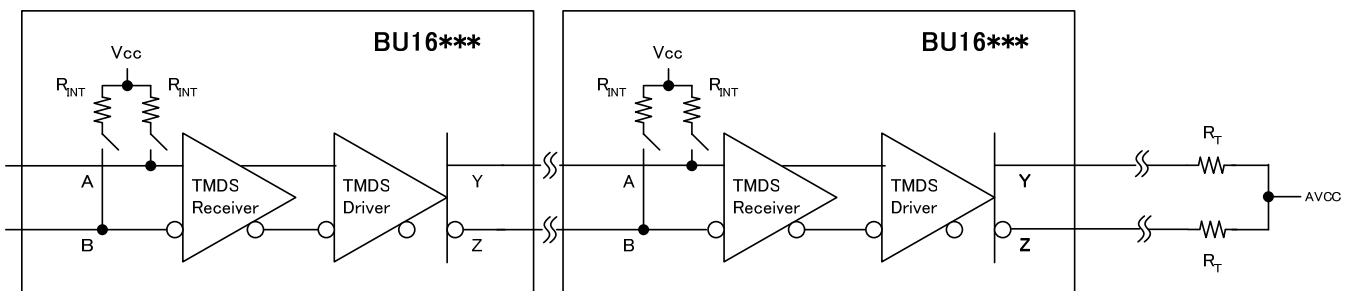 BU16***
Vcc
RINT
RINT
A
B
TMDS
Receiver
TMDS
Driver
Y
Z
BU16***
Vcc
RINT
RINT
A
B
TMDS
Receiver
TMDS
Driver
Y
Z
RT
RT
AVCC